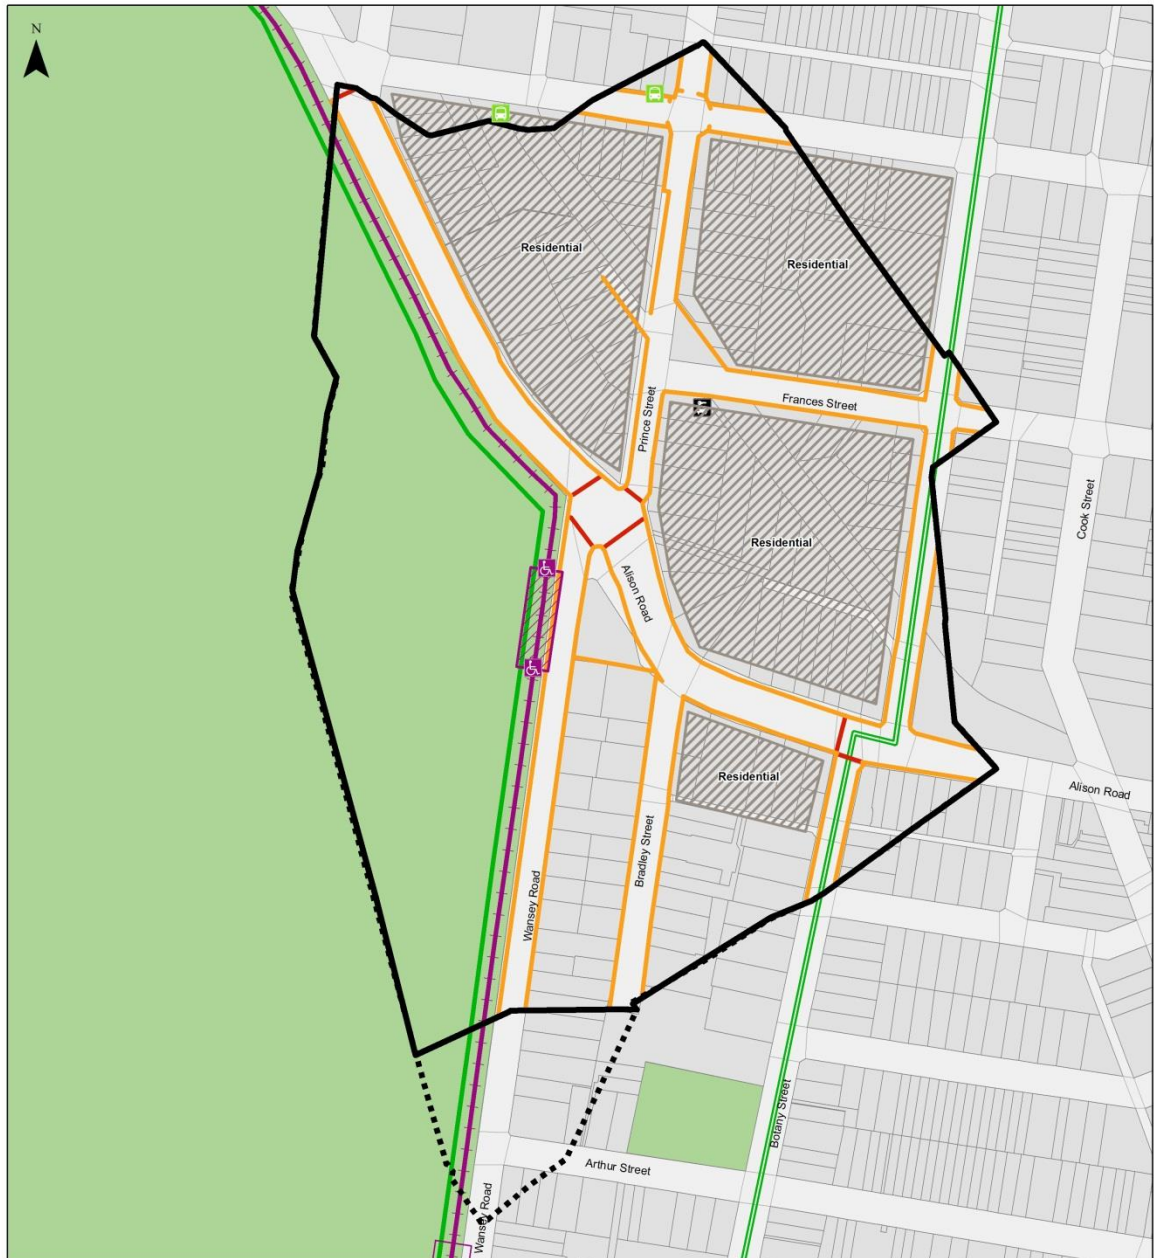 N
Residential
Residential
Prince Street
Frances Street
Cook Street
Residential
Alison Road
Residential
Alison Road
Bradley Street
Wansey Road
Botany Street
Arthur Street
Wansey Road